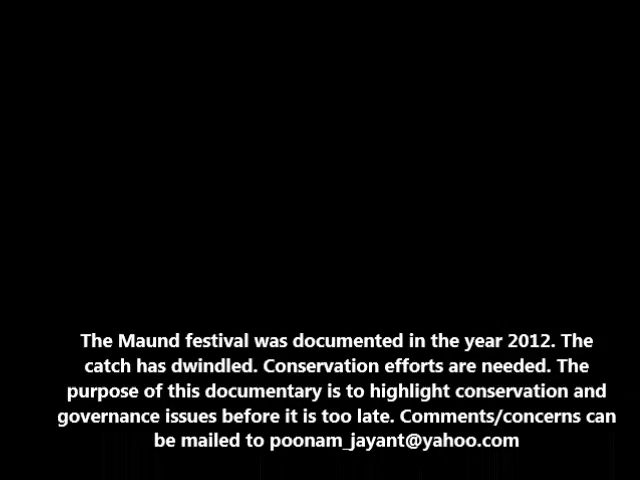 The Maund festival was documented in the year 2012. The
catch has dwindled. Conservation efforts are needed. The
purpose of this documentary is to highlight conservation and
governance issues before it is too late. Comments/concerns can
be mailed to poonam_jayant@yahoo.com